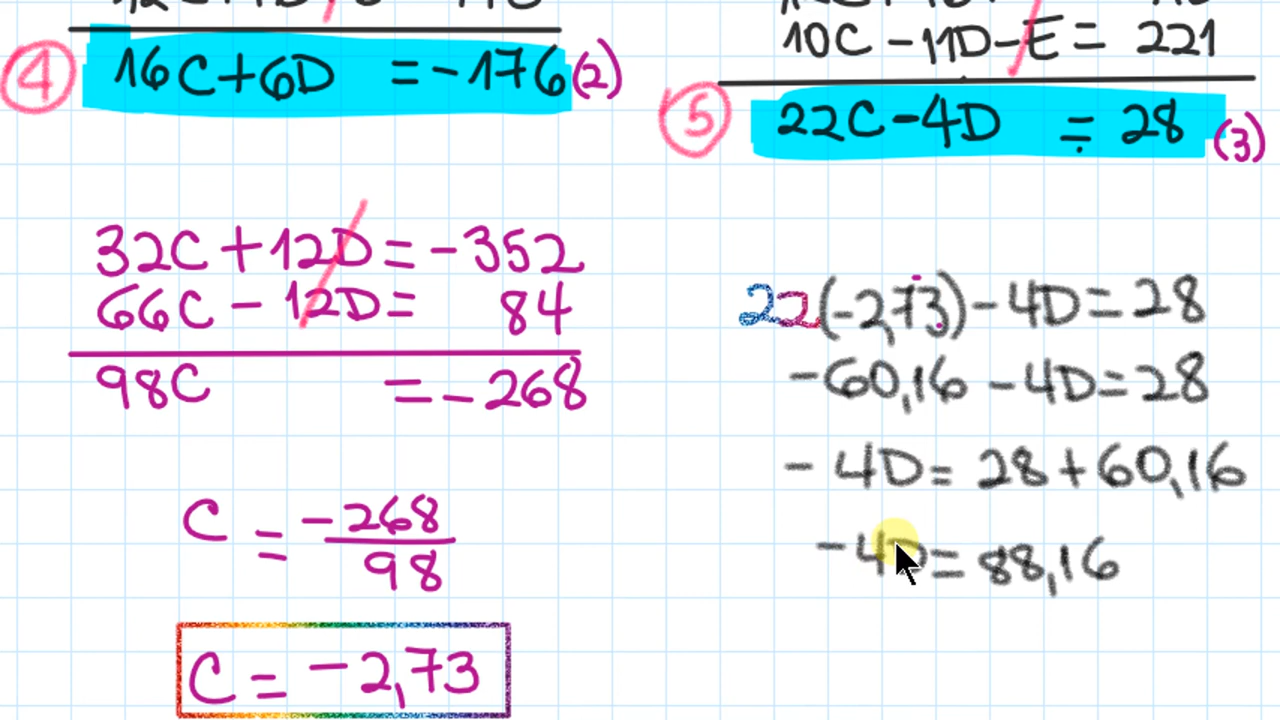 10C - 11D - E = 221
④ 16C + 6D = -176 (2)
⑤ 22C - 4D = 28 (3)
32C + 12D = -352
66C - 12D = 84
98C = -268
C = -268/98
C = -2,73
22(-2,73) - 4D = 28
-60,16 - 4D = 28
- 4D = 28 + 60,16
- 4D = 88,16